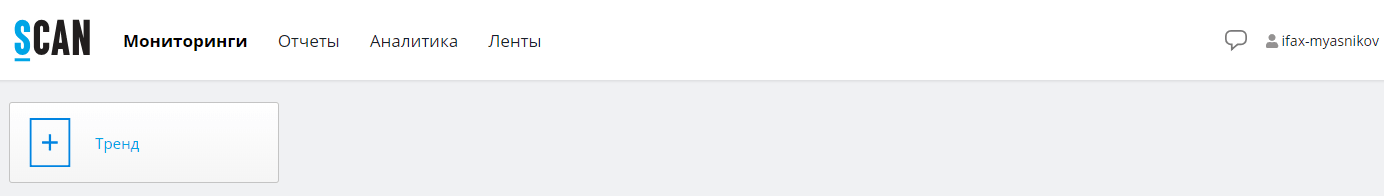 SCAN Мониторинги Отчеты Аналитика Ленты ifax-myasnikov
+ Тренд